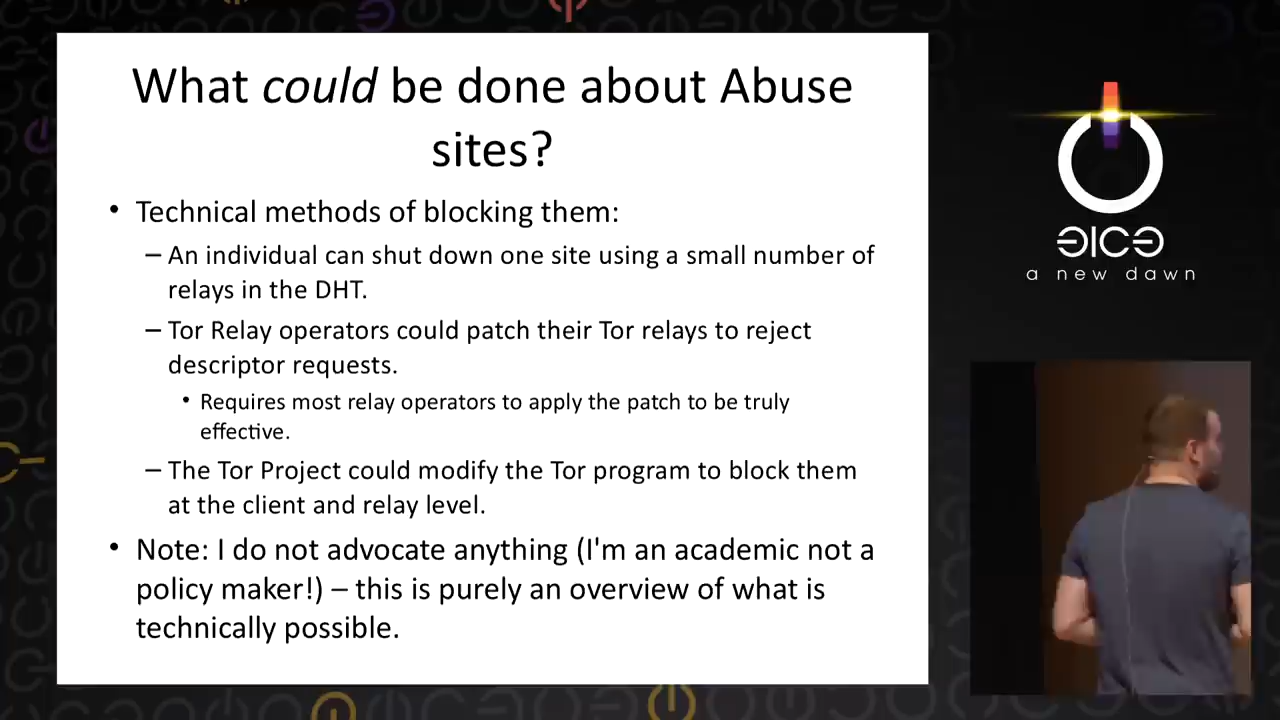 What could be done about Abuse
sites?
• Technical methods of blocking them:
– An individual can shut down one site using a small number of
relays in the DHT.
– Tor Relay operators could patch their Tor relays to reject
descriptor requests.
• Requires most relay operators to apply the patch to be truly
effective.
– The Tor Project could modify the Tor program to block them
at the client and relay level.
• Note: I do not advocate anything (I'm an academic not a
policy maker!) – this is purely an overview of what is
technically possible.
a new dawn